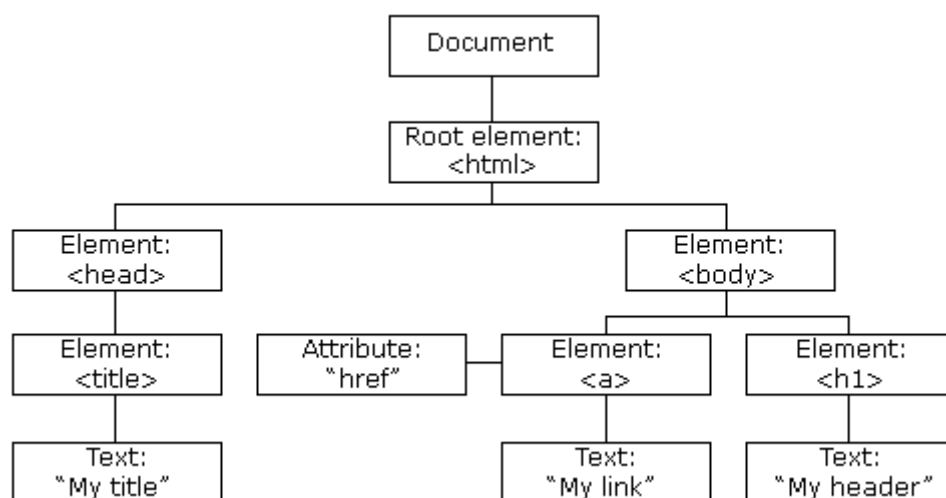 Document
Root element:
<html>
Element:
<head>
Element:
<body>
Element:
<title>
Attribute:
“href”
Element:
<a>
Element:
<h1>
Text:
“My title”
Text:
“My link”
Text:
“My header”